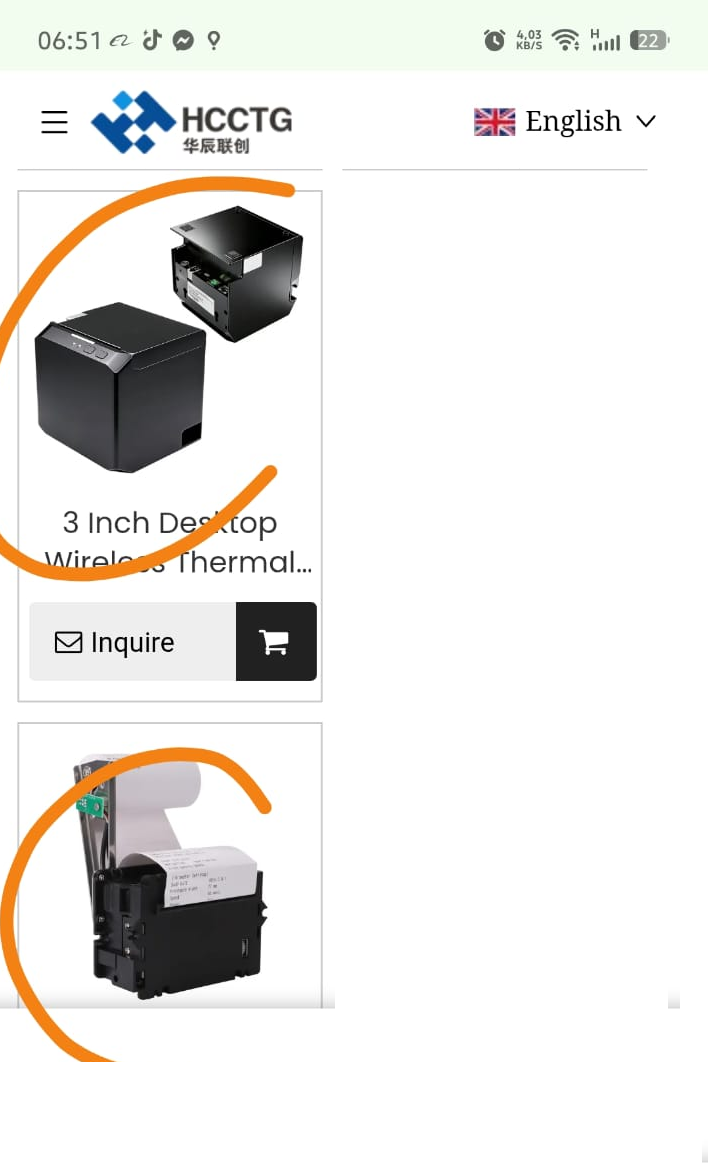 06:51
4,03
KB/S
H
22
HCCTG
华辰联创
English
3 Inch Desktop
Wireless Thermal...
Inquire